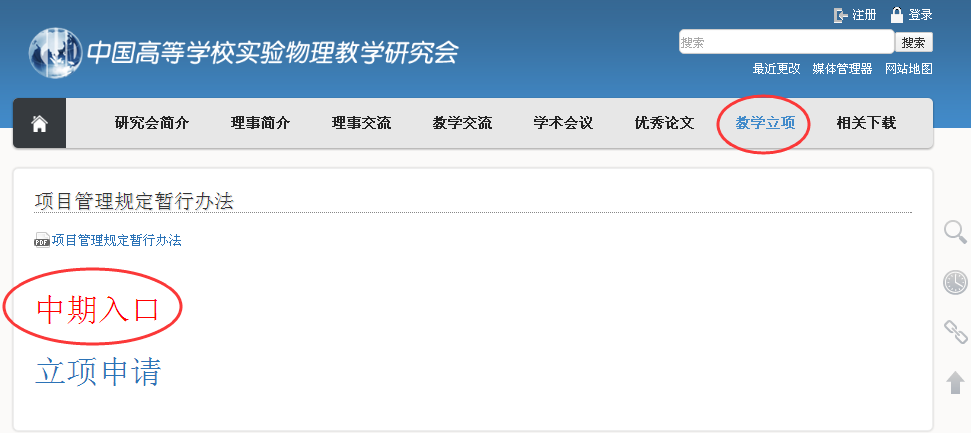 注册 登录
中国高等学校实验物理教学研究会
搜索 搜索
最近更改 媒体管理器 网站地图
研究会简介 理事简介 理事交流 教学交流 学术会议 优秀论文 教学立项 相关下载
项目管理规定暂行办法
PDF 项目管理规定暂行办法
中期入口
立项申请